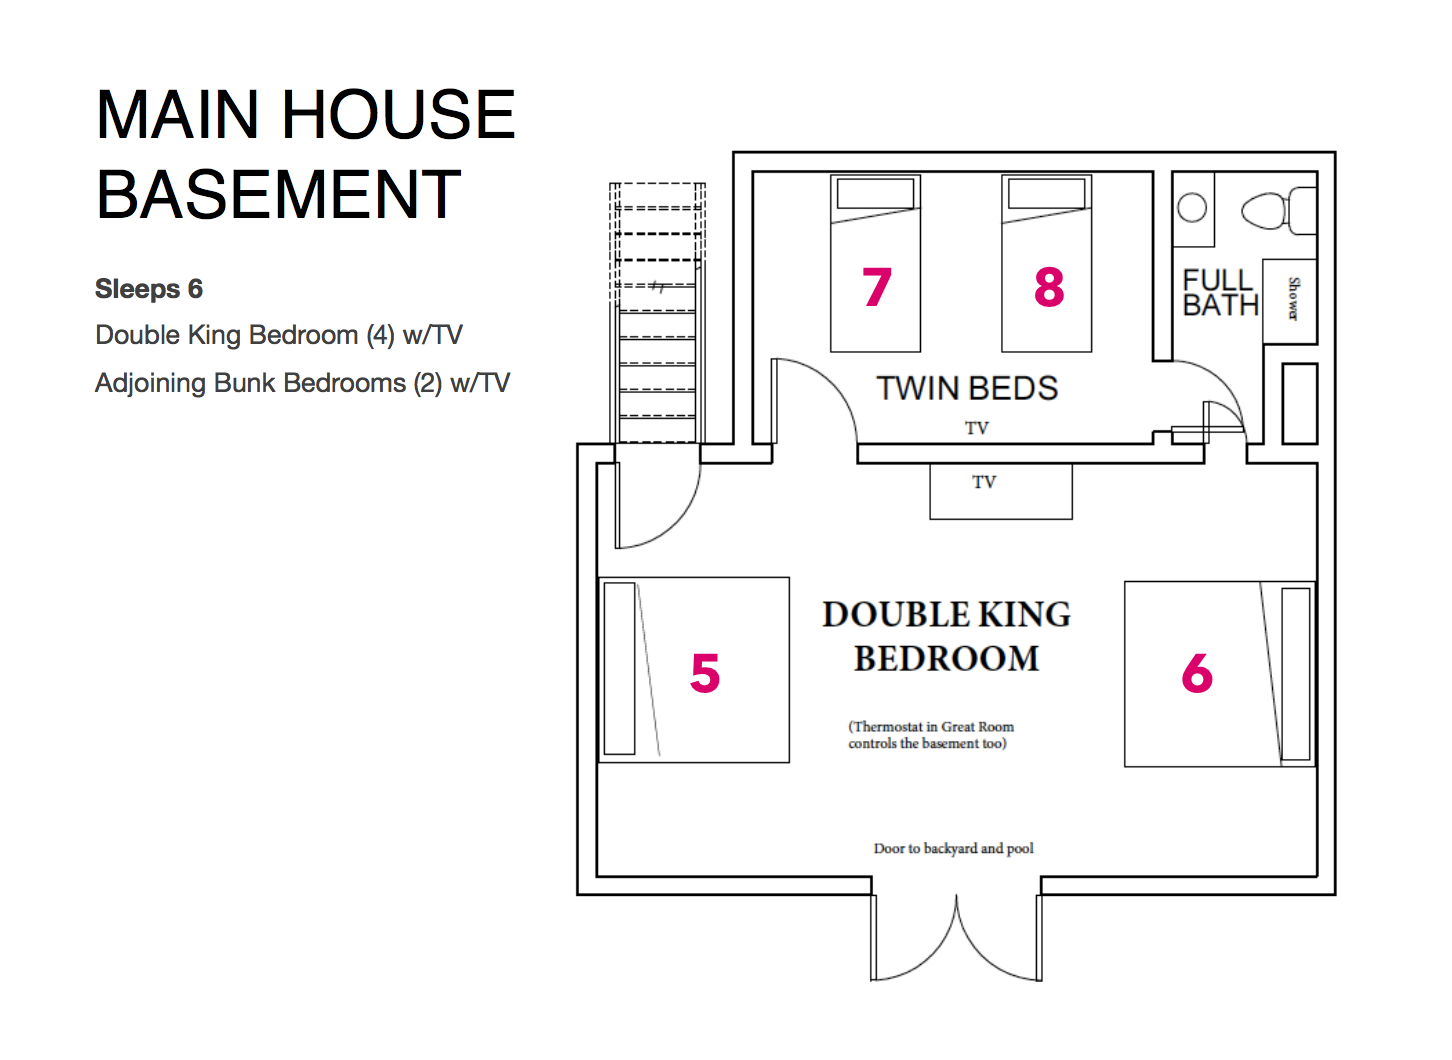 MAIN HOUSE
BASEMENT
Sleeps 6
Double King Bedroom (4) w/TV
Adjoining Bunk Bedrooms (2) w/TV
7
8
FULL
BATH
Shower
TWIN BEDS
TV
TV
DOUBLE KING
BEDROOM
5
6
(Thermostat in Great Room
controls the basement too)
Door to backyard and pool